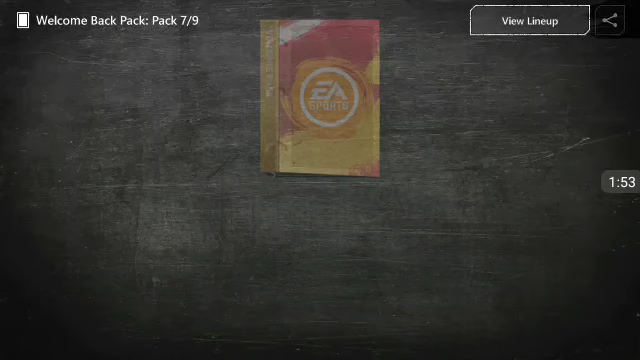 Welcome Back Pack: Pack 7/9
View Lineup
EA
SPORTS
1:53